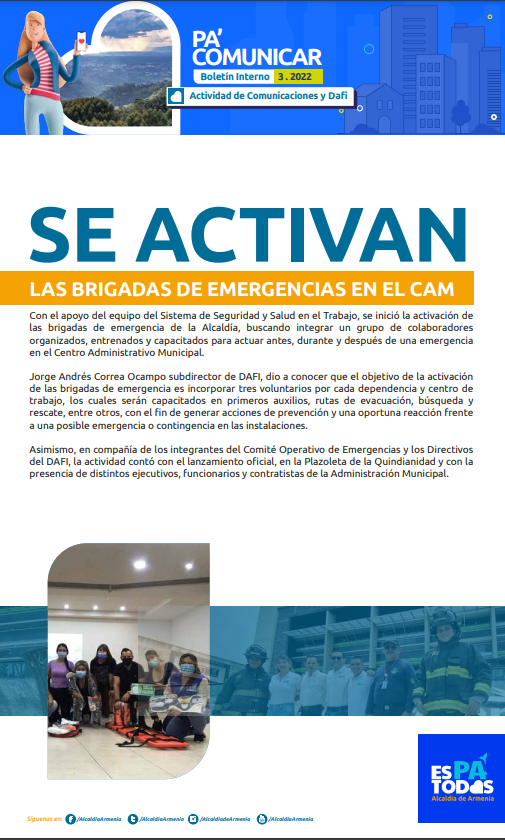 PA'
COMUNICAR
Boletín Interno 3 . 2022
Actividad de Comunicaciones y Dafi
SE ACTIVAN
LAS BRIGADAS DE EMERGENCIAS EN EL CAM
Con el apoyo del equipo del Sistema de Seguridad y Salud en el Trabajo, se inició la activación de
las brigadas de emergencia de la Alcaldía, buscando integrar un grupo de colaboradores
organizados, entrenados y capacitados para actuar antes, durante y después de una emergencia
en el Centro Administrativo Municipal.
Jorge Andrés Correa Ocampo subdirector de DAFI, dio a conocer que el objetivo de la activación
de las brigadas de emergencia es incorporar tres voluntarios por cada dependencia y centro de
trabajo, los cuales serán capacitados en primeros auxilios, rutas de evacuación, búsqueda y
rescate, entre otros, con el fin de generar acciones de prevención y una oportuna reacción frente
a una posible emergencia o contingencia en las instalaciones.
Asimismo, en compañía de los integrantes del Comité Operativo de Emergencias y los Directivos
del DAFI, la actividad contó con el lanzamiento oficial, en la Plazoleta de la Quindianidad y con la
presencia de distintos ejecutivos, funcionarios y contratistas de la Administración Municipal.
ES PA
TODOS
Alcaldía de Armenia
Síguenos en: /AlcaldiaArmenia /AlcaldiaArmenia /AlcaldiadeArmenia /AlcaldiaArmenia